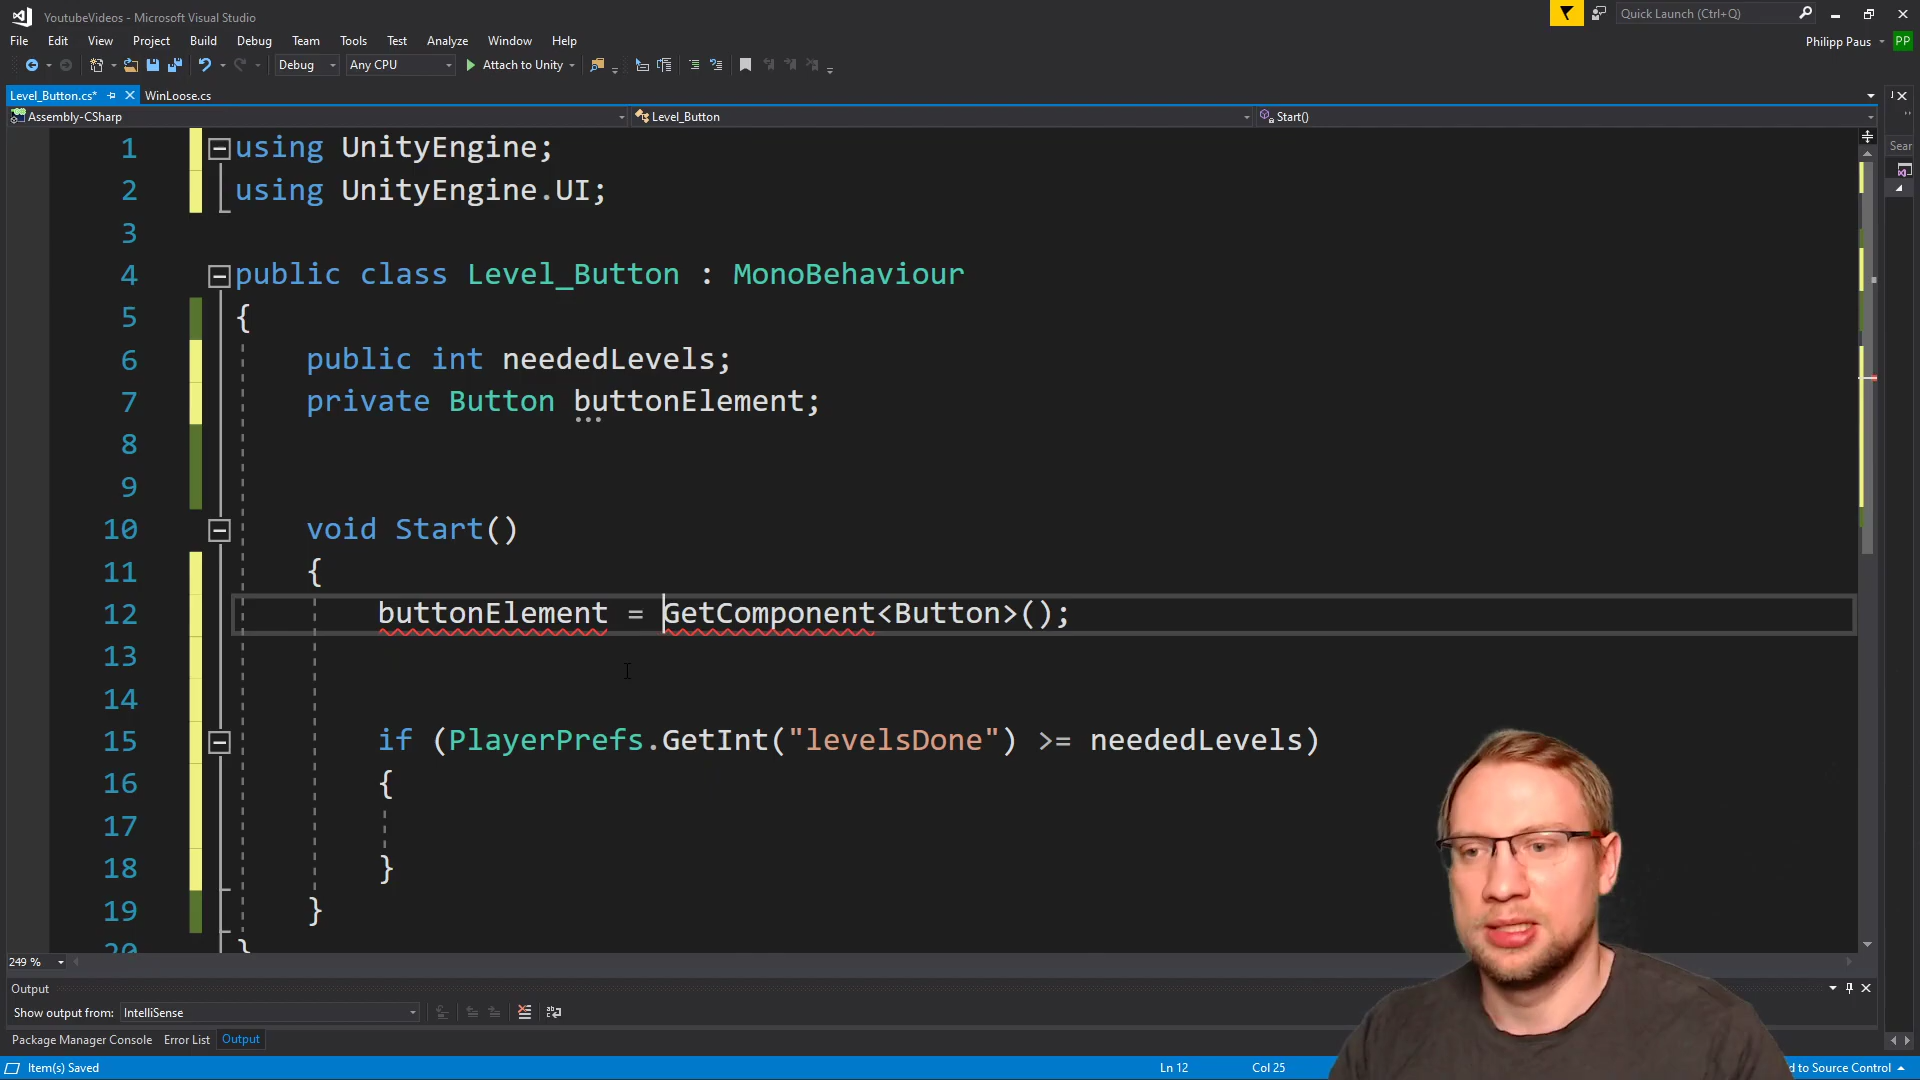 YoutubeVideos - Microsoft Visual Studio
Quick Launch (Ctrl+Q)
File Edit View Project Build Debug Team Tools Test Analyze Window Help
Philipp Paus PP
Debug Any CPU Attach to Unity
Level_Button.cs* WinLoose.cs
Assembly-CSharp Level_Button Start()
Sear
1 using UnityEngine;
2 using UnityEngine.UI;
3
4 public class Level_Button : MonoBehaviour
5 {
6 public int neededLevels;
7 private Button buttonElement;
8
9
10 void Start()
11 {
12 buttonElement = GetComponent<Button>();
13
14
15 if (PlayerPrefs.GetInt("levelsDone") >= neededLevels)
16 {
17
18 }
19 }
20 }
249 %
Output
Show output from: IntelliSense
Package Manager Console Error List Output
Item(s) Saved Ln 12 Col 25 d to Source Control